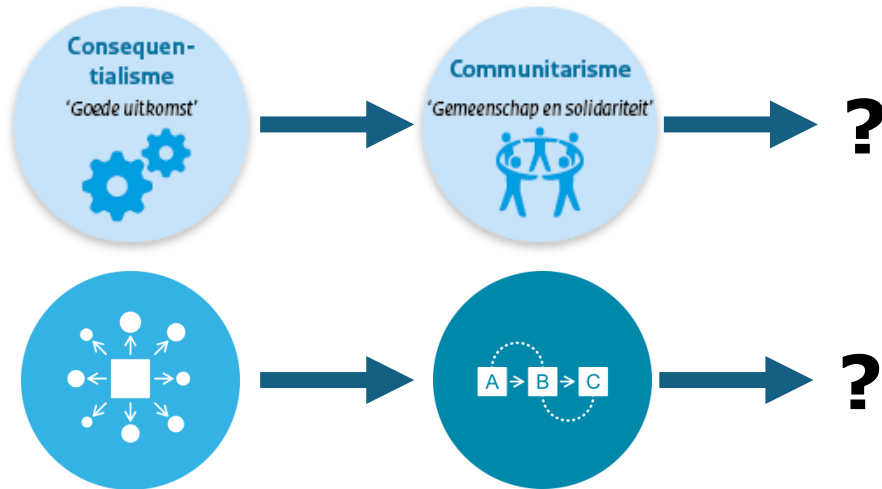 Consequen-
tialisme
‘Goede uitkomst’
Communitarisme
‘Gemeenschap en solidariteit’
?
A B C
?